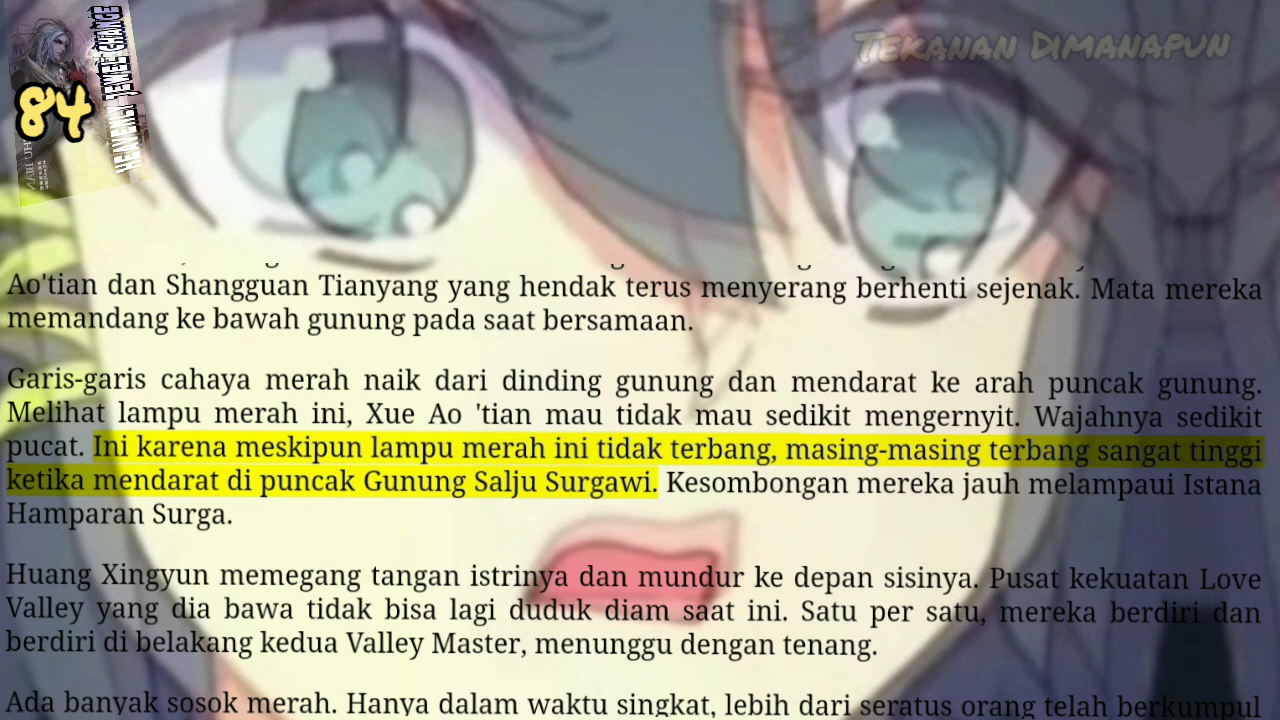 Tekanan Dimanapun
HEAVENLY JEWEL CHANGE
84
Ao'tian dan Shangguan Tianyang yang hendak terus menyerang berhenti sejenak. Mata mereka
memandang ke bawah gunung pada saat bersamaan.
Garis-garis cahaya merah naik dari dinding gunung dan mendarat ke arah puncak gunung.
Melihat lampu merah ini, Xue Ao 'tian mau tidak mau sedikit mengernyit. Wajahnya sedikit
pucat. Ini karena meskipun lampu merah ini tidak terbang, masing-masing terbang sangat tinggi
ketika mendarat di puncak Gunung Salju Surgawi. Kesombongan mereka jauh melampaui Istana
Hamparan Surga.
Huang Xingyun memegang tangan istrinya dan mundur ke depan sisinya. Pusat kekuatan Love
Valley yang dia bawa tidak bisa lagi duduk diam saat ini. Satu per satu, mereka berdiri dan
berdiri di belakang kedua Valley Master, menunggu dengan tenang.
Ada banyak sosok merah. Hanya dalam waktu singkat, lebih dari seratus orang telah berkumpul